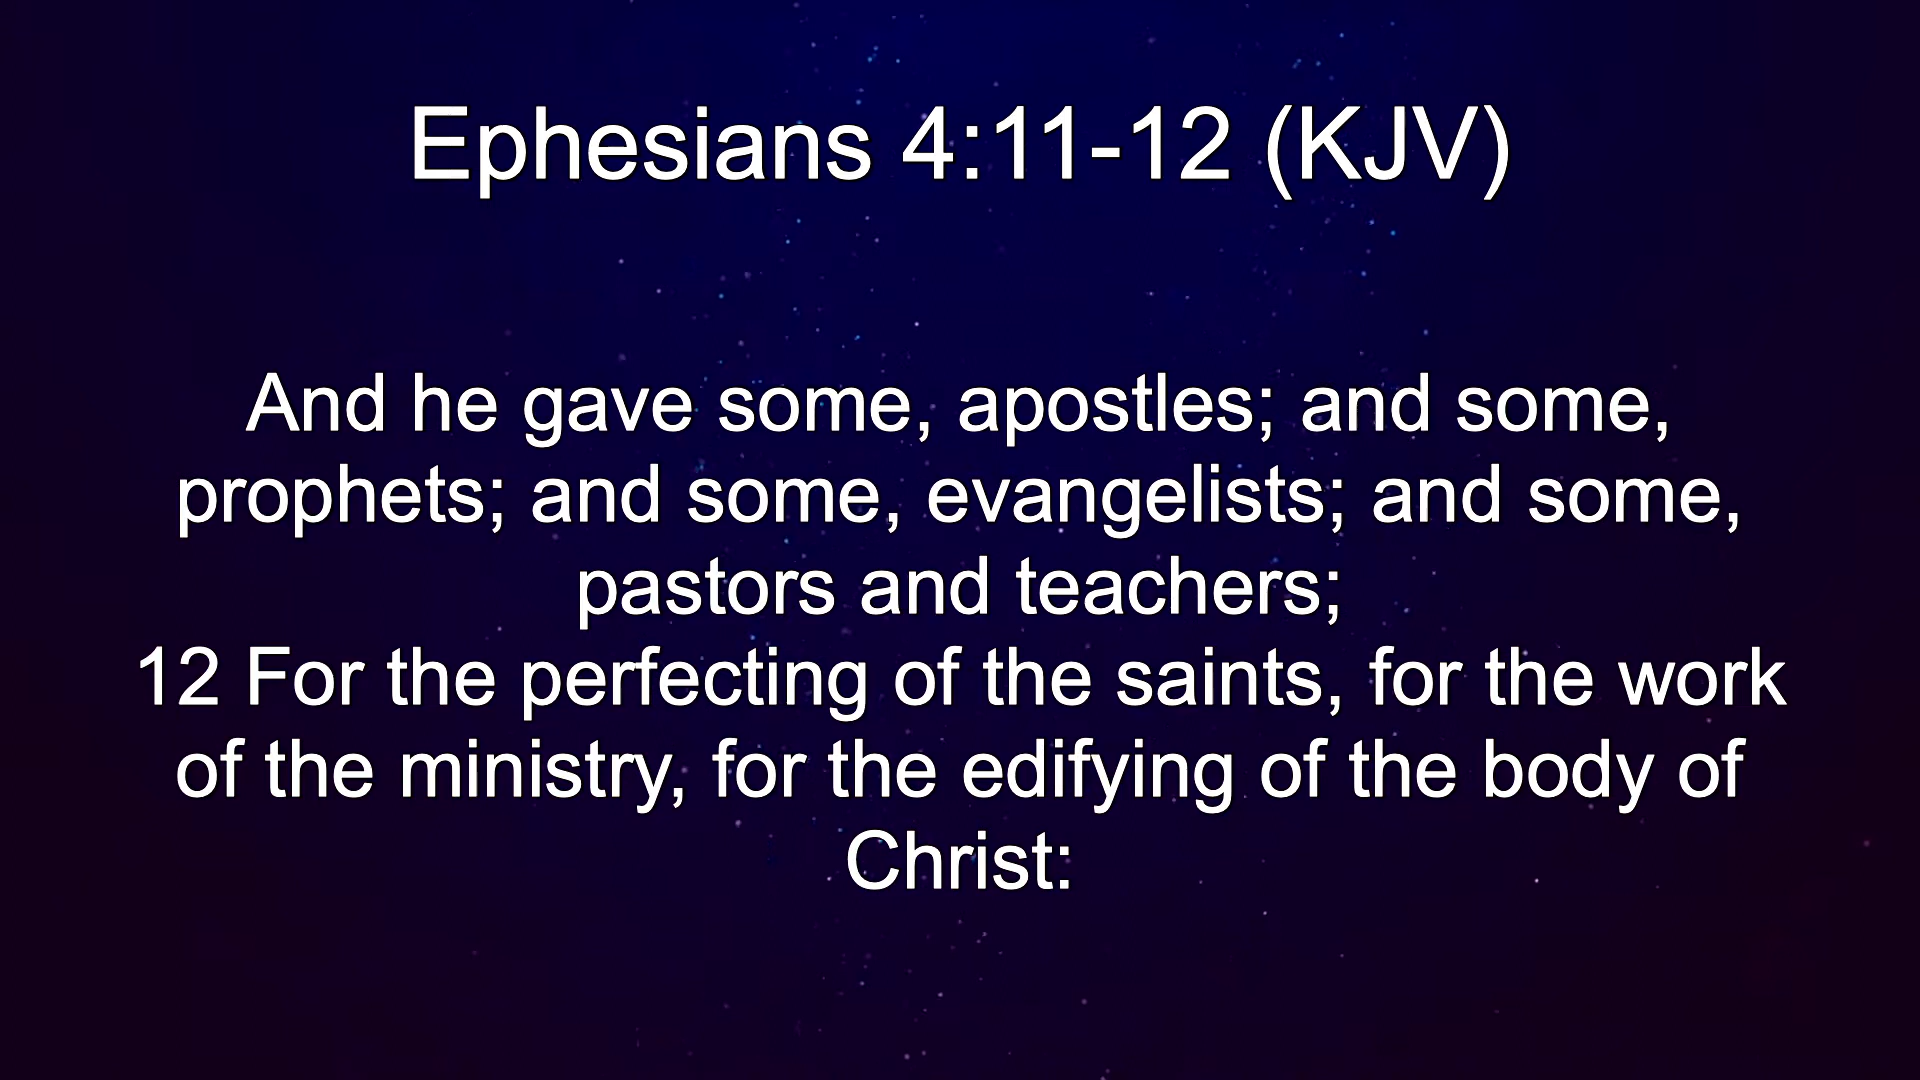 Ephesians 4:11-12 (KJV)
And he gave some, apostles; and some,
prophets; and some, evangelists; and some,
pastors and teachers;
12 For the perfecting of the saints, for the work
of the ministry, for the edifying of the body of
Christ: